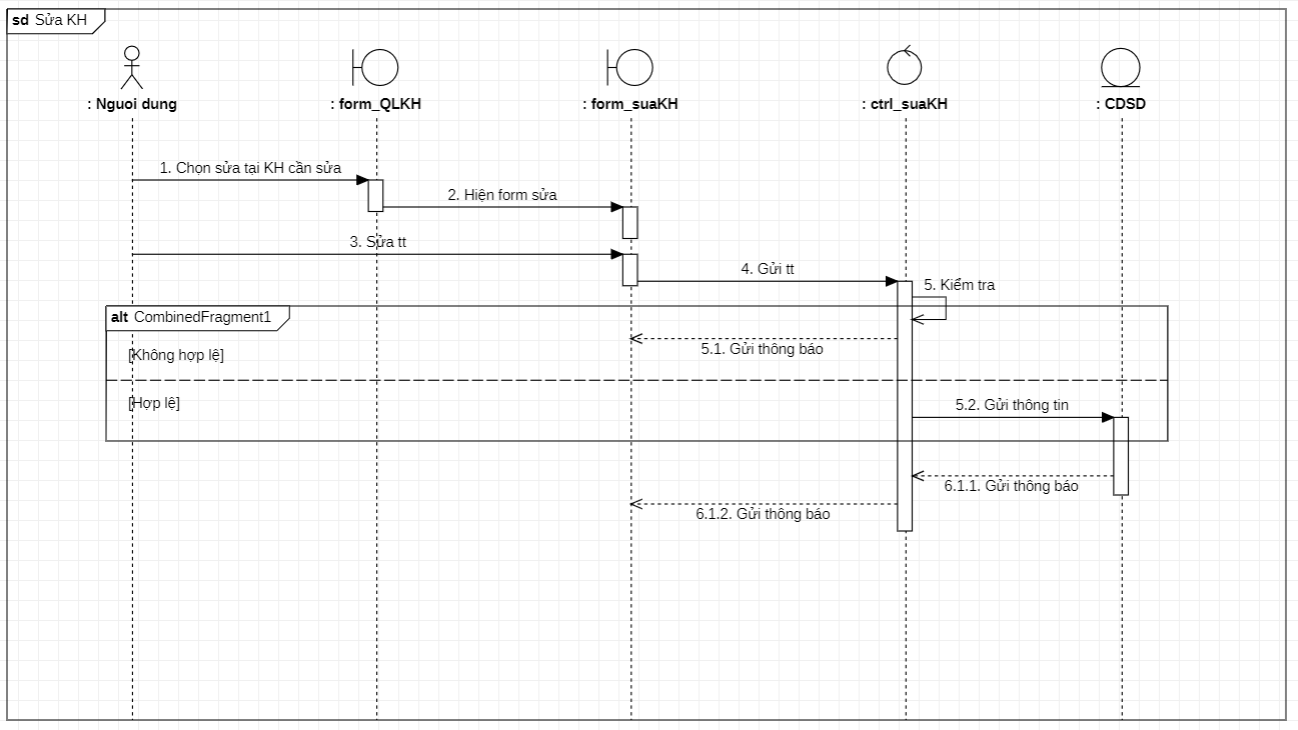 sd Sửa KH
: Nguoi dung
: form_QLKH
: form_suaKH
: ctrl_suaKH
: CDSD
1. Chọn sửa tại KH cần sửa
2. Hiện form sửa
3. Sửa tt
4. Gửi tt
5. Kiểm tra
alt CombinedFragment1
[Không hợp lệ]
5.1. Gửi thông báo
[Hợp lệ]
5.2. Gửi thông tin
6.1.1. Gửi thông báo
6.1.2. Gửi thông báo